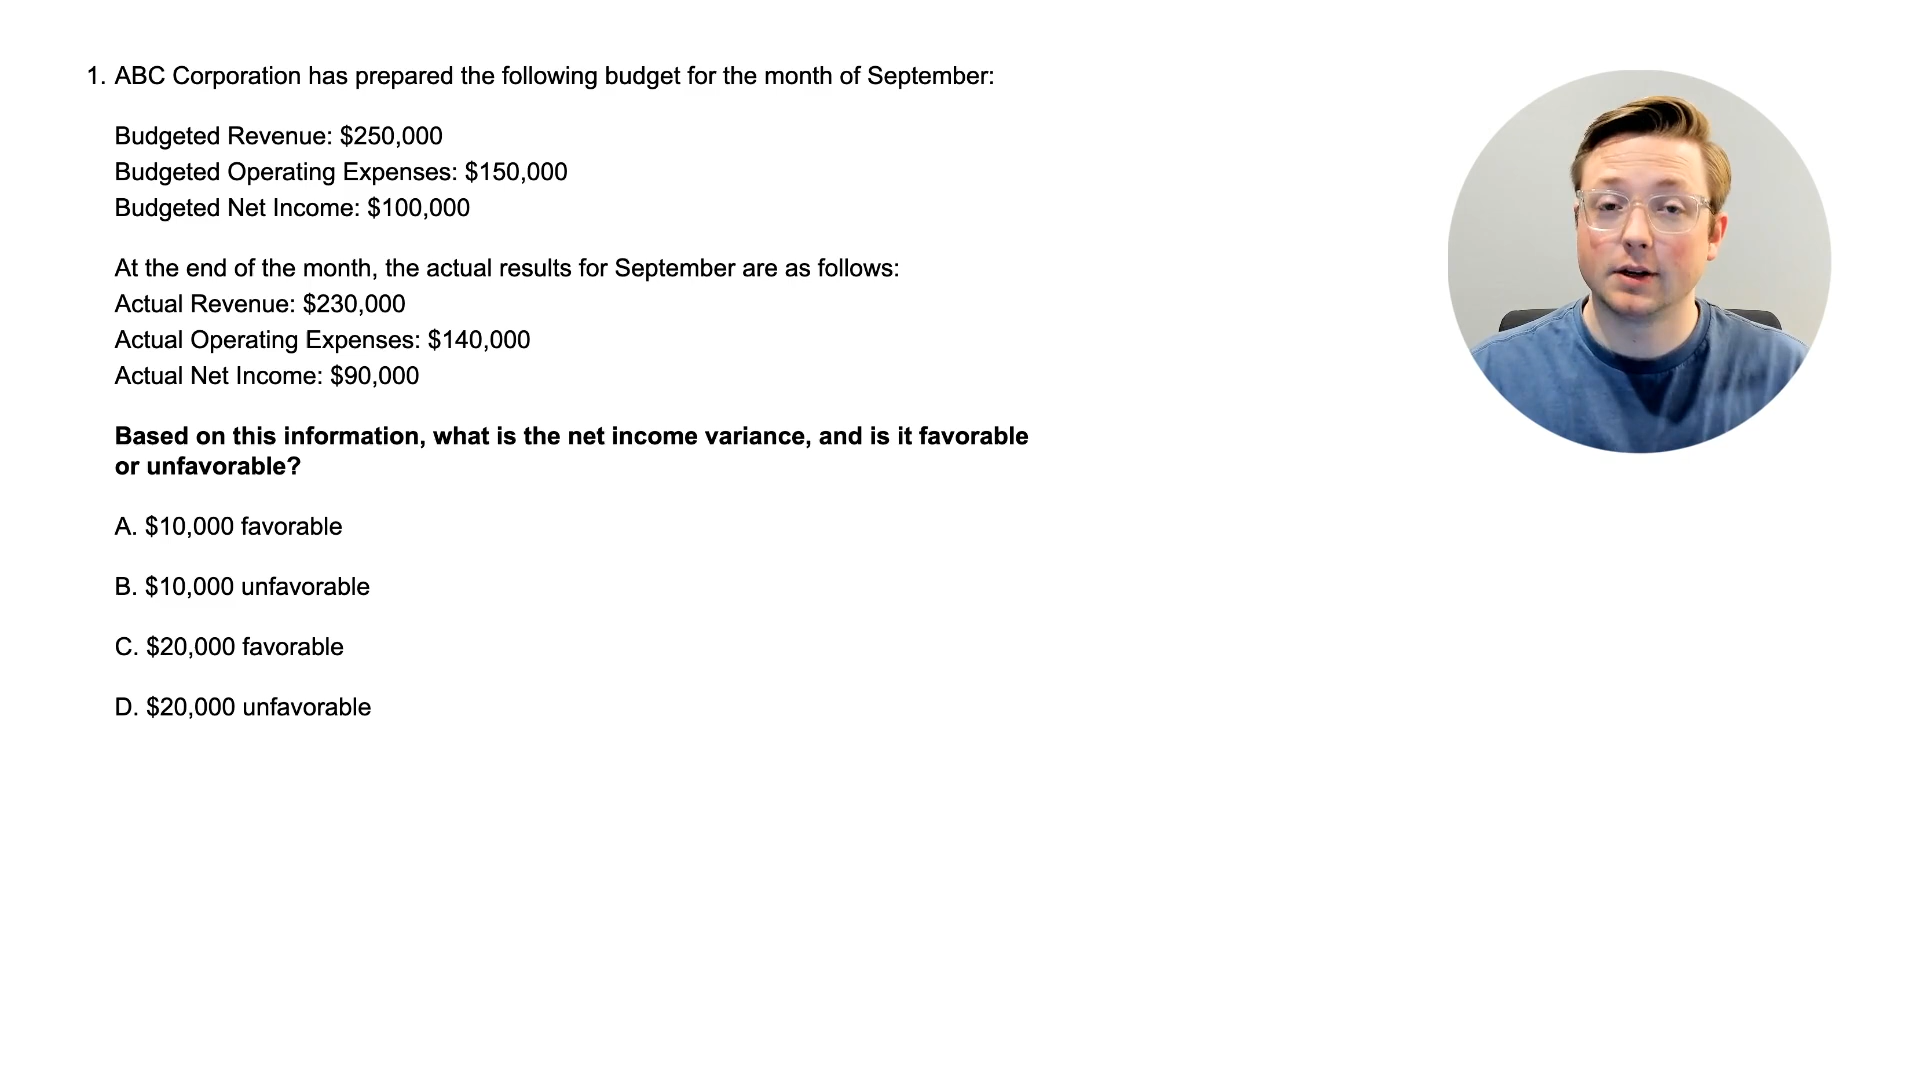 1. ABC Corporation has prepared the following budget for the month of September:
Budgeted Revenue: $250,000
Budgeted Operating Expenses: $150,000
Budgeted Net Income: $100,000
At the end of the month, the actual results for September are as follows:
Actual Revenue: $230,000
Actual Operating Expenses: $140,000
Actual Net Income: $90,000
Based on this information, what is the net income variance, and is it favorable
or unfavorable?
A. $10,000 favorable
B. $10,000 unfavorable
C. $20,000 favorable
D. $20,000 unfavorable